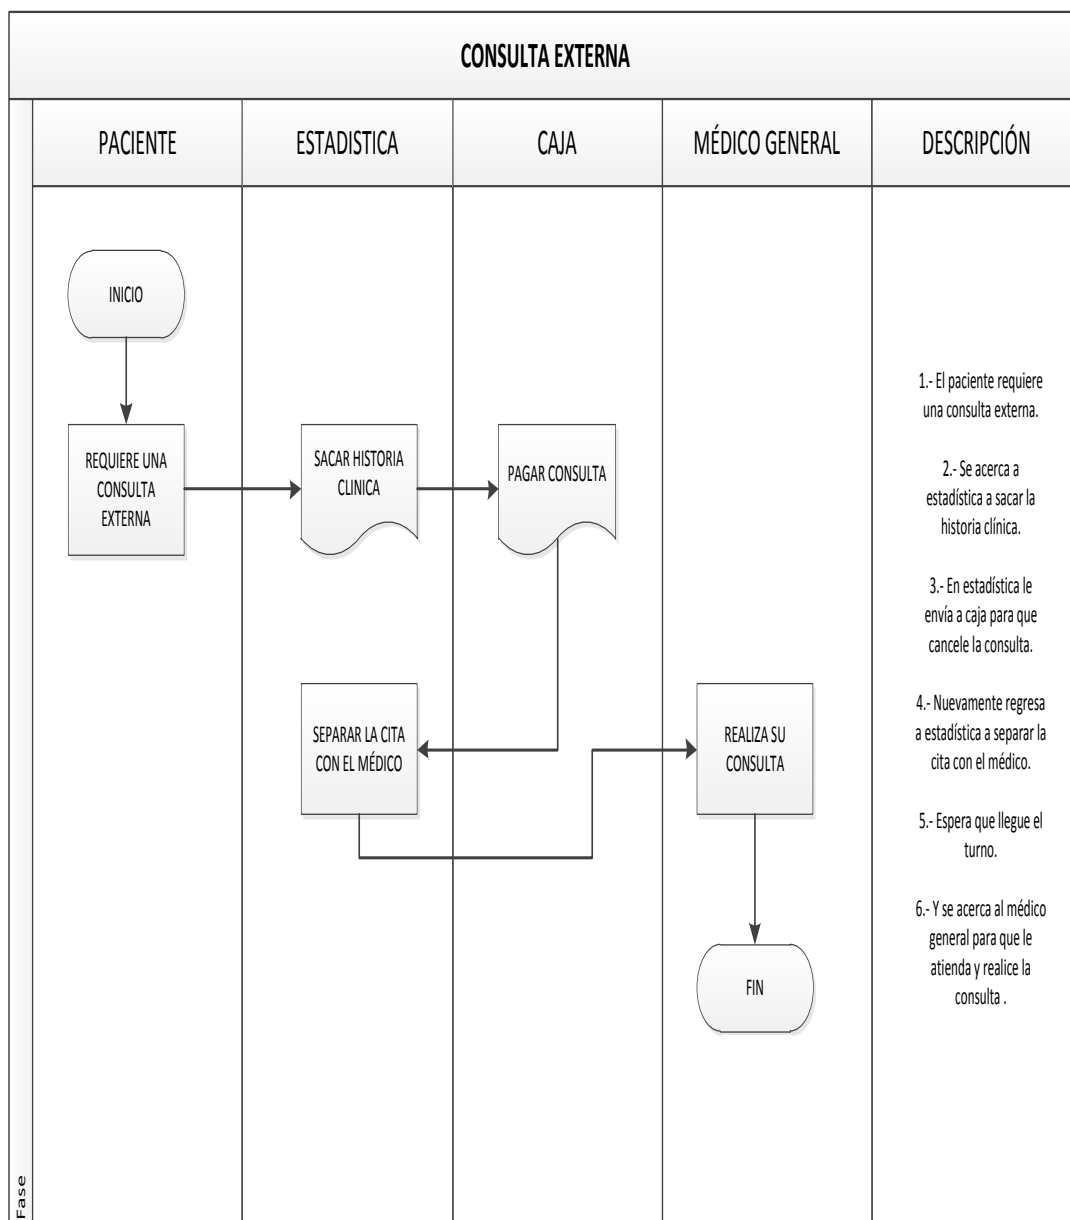 CONSULTA EXTERNA
PACIENTE
ESTADISTICA
CAJA
MÉDICO GENERAL
DESCRIPCIÓN
INICIO
REQUIERE UNA
CONSULTA
EXTERNA
SACAR HISTORIA
CLINICA
PAGAR CONSULTA
SEPARAR LA CITA
CON EL MÉDICO
REALIZA SU
CONSULTA
FIN
1.- El paciente requiere
una consulta externa.
2.- Se acerca a
estadística a sacar la
historia clínica.
3.- En estadística le
envía a caja para que
cancele la consulta.
4.- Nuevamente regresa
a estadística a separar la
cita con el médico.
5.- Espera que llegue el
turno.
6.- Y se acerca al médico
general para que le
atienda y realice la
consulta .
Fase